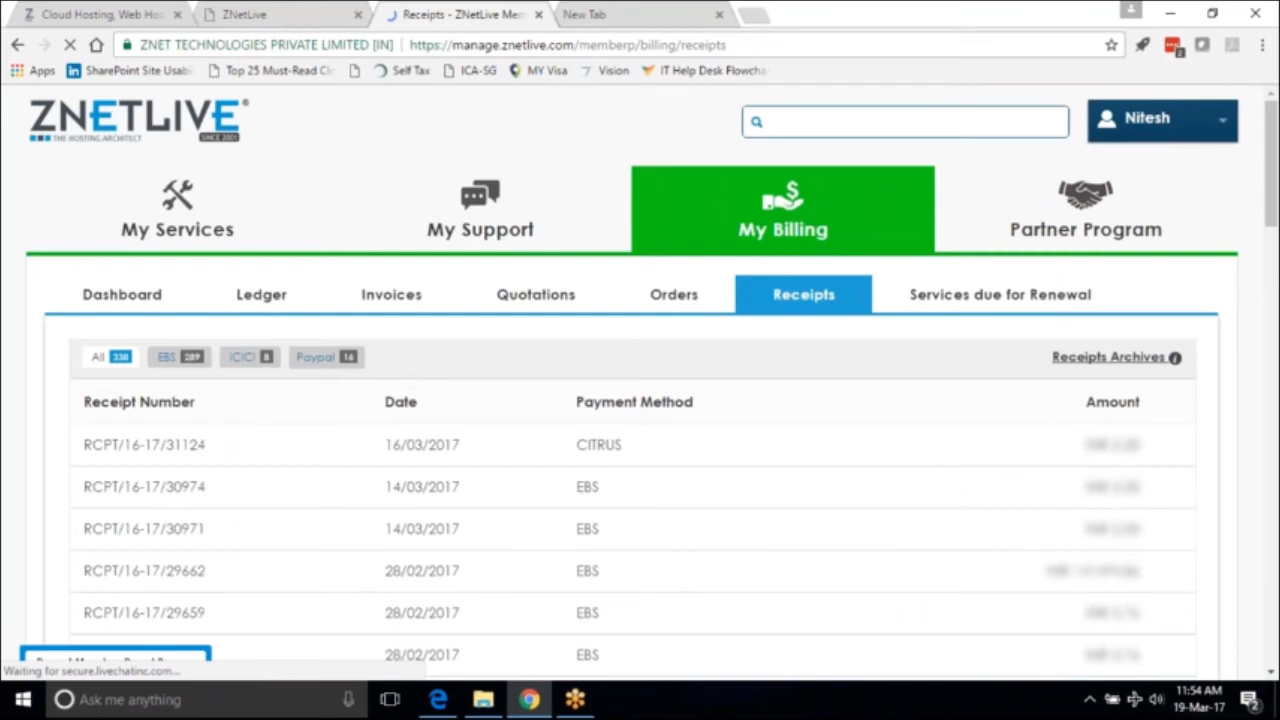 Cloud Hosting, Web Hos
ZNetLive
Receipts - ZNetLive Mem
New Tab
ZNET TECHNOLOGIES PRIVATE LIMITED [IN] https://manage.znetlive.com/memberp/billing/receipts
Apps SharePoint Site Usabi Top 25 Must-Read Cl Self Tax ICA-SG MY Visa Vision IT Help Desk Flowcha
ZNETLIVE®
THE HOSTING ARCHITECT SINCE 2001
Nitesh
My Services My Support My Billing Partner Program
Dashboard Ledger Invoices Quotations Orders Receipts Services due for Renewal
All 338 EBS 289 ICICI 8 Paypal 14 Receipts Archives
Receipt Number Date Payment Method Amount
RCPT/16-17/31124 16/03/2017 CITRUS
RCPT/16-17/30974 14/03/2017 EBS
RCPT/16-17/30971 14/03/2017 EBS
RCPT/16-17/29662 28/02/2017 EBS
RCPT/16-17/29659 28/02/2017 EBS
28/02/2017 EBS
Waiting for secure.livechatinc.com...
Ask me anything
11:54 AM
19-Mar-17
2